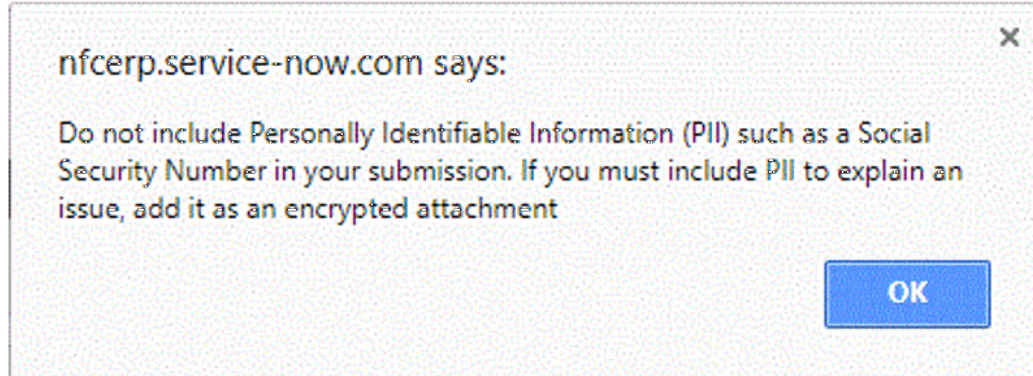 nfcerp.service-now.com says:
Do not include Personally Identifiable Information (PII) such as a Social
Security Number in your submission. If you must include PII to explain an
issue, add it as an encrypted attachment
OK